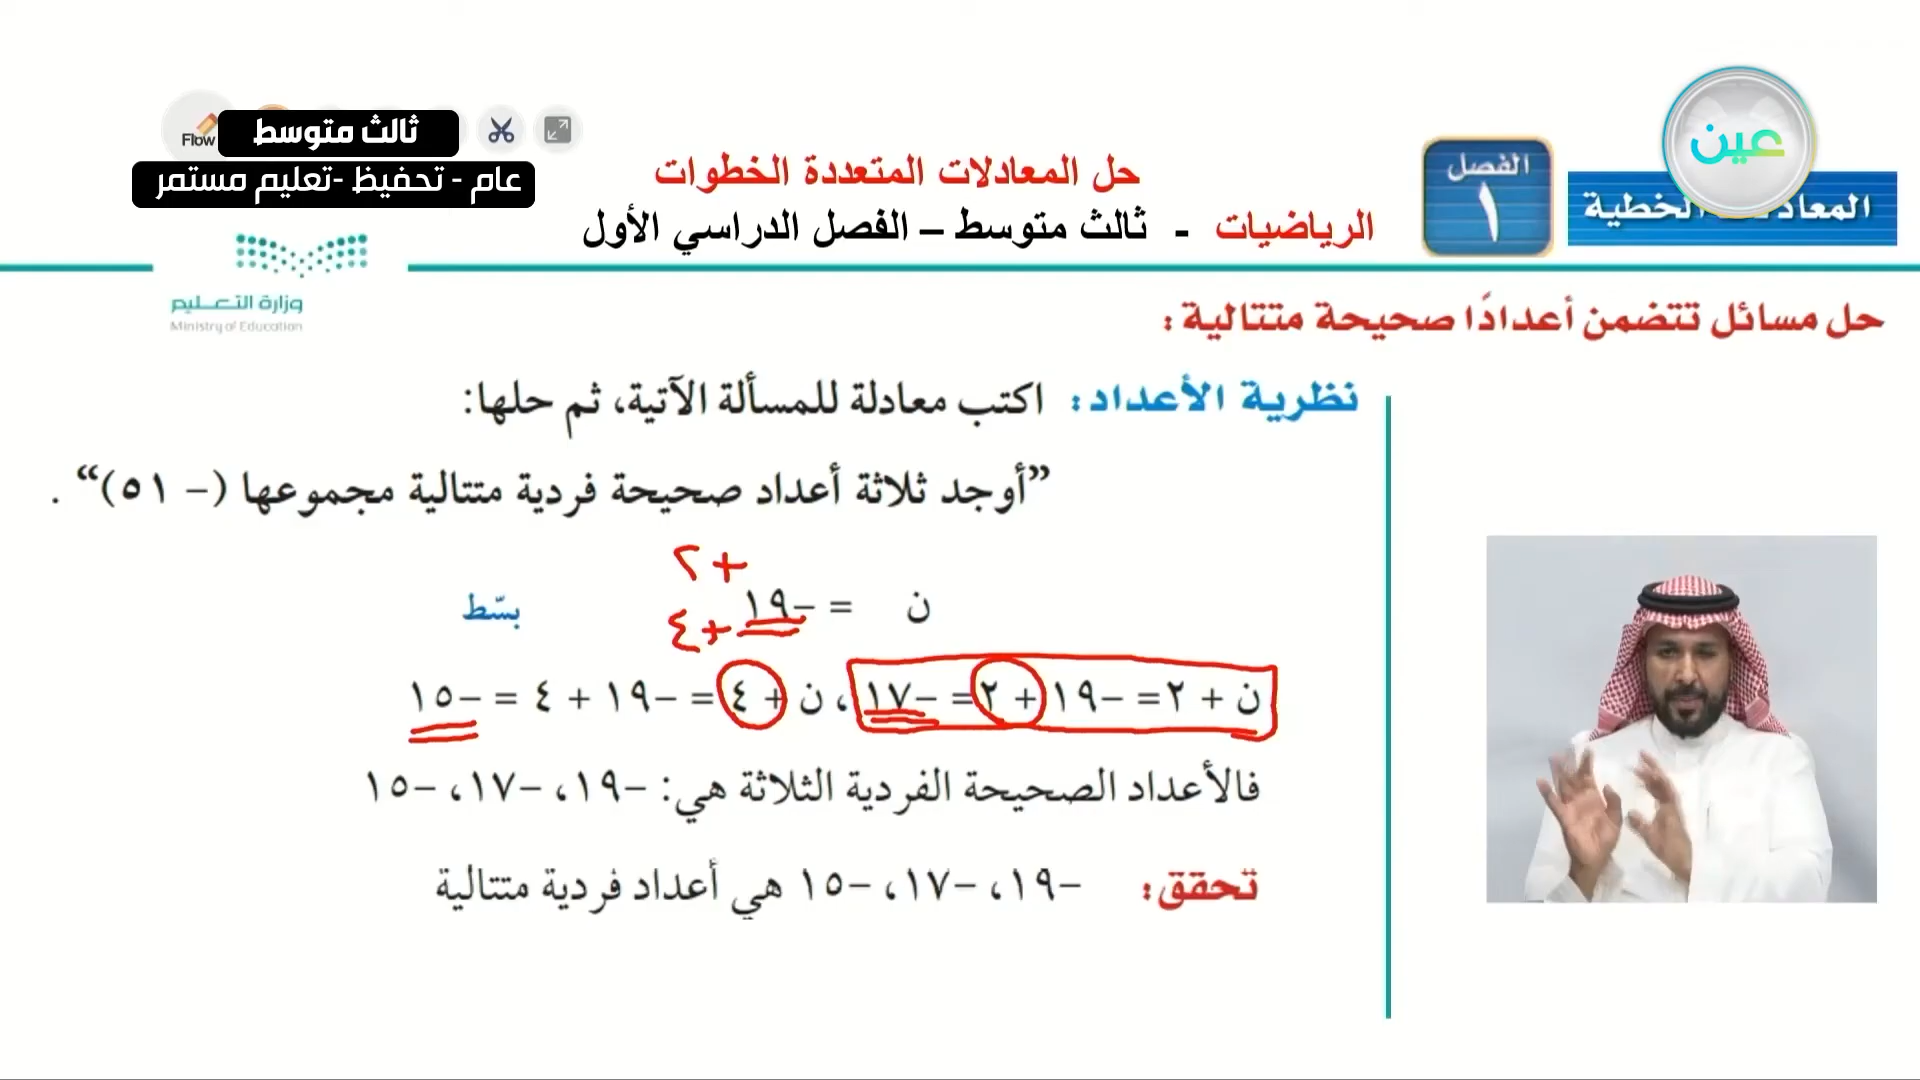 عين
Flow
ثالث متوسط
عام - تحفيظ -تعليم مستمر
حل المعادلات المتعددة الخطوات
الرياضيات - ثالث متوسط – الفصل الدراسي الأول
الفصل
١
الخطية
وزارة التعليم
Ministry of Education
حل مسائل تتضمن أعدادًا صحيحة متتالية :
نظرية الأعداد: اكتب معادلة للمسألة الآتية، ثم حلها:
”أوجد ثلاثة أعداد صحيحة فردية متتالية مجموعها (– ٥١)“ .
+٢
ن = –١٩ بسّط
+٤
ن + ٢ = –١٩ + ٢ = –١٧ ، ن + ٤ = –١٩ + ٤ = –١٥
فالأعداد الصحيحة الفردية الثلاثة هي: –١٩، –١٧، –١٥
تحقق: –١٩، –١٧، –١٥ هي أعداد فردية متتالية